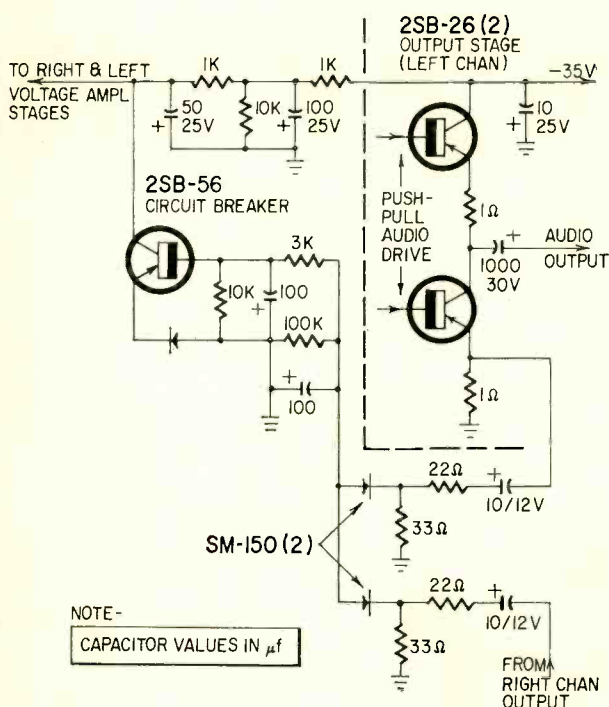 2SB-26 (2)
OUTPUT STAGE
(LEFT CHAN)
-35V
TO RIGHT & LEFT
VOLTAGE AMPL
STAGES
1K
1K
50
25V
+
10K
100
25V
+
10
25V
+
2SB-56
CIRCUIT BREAKER
PUSH-
PULL
AUDIO
DRIVE
1Ω
+
1000
30V
AUDIO
OUTPUT
3K
10K
100
+
100K
+
100
1Ω
22Ω
+
10/12V
33Ω
SM-150 (2)
22Ω
+
10/12V
33Ω
NOTE-
CAPACITOR VALUES IN μf
FROM
RIGHT CHAN
OUTPUT